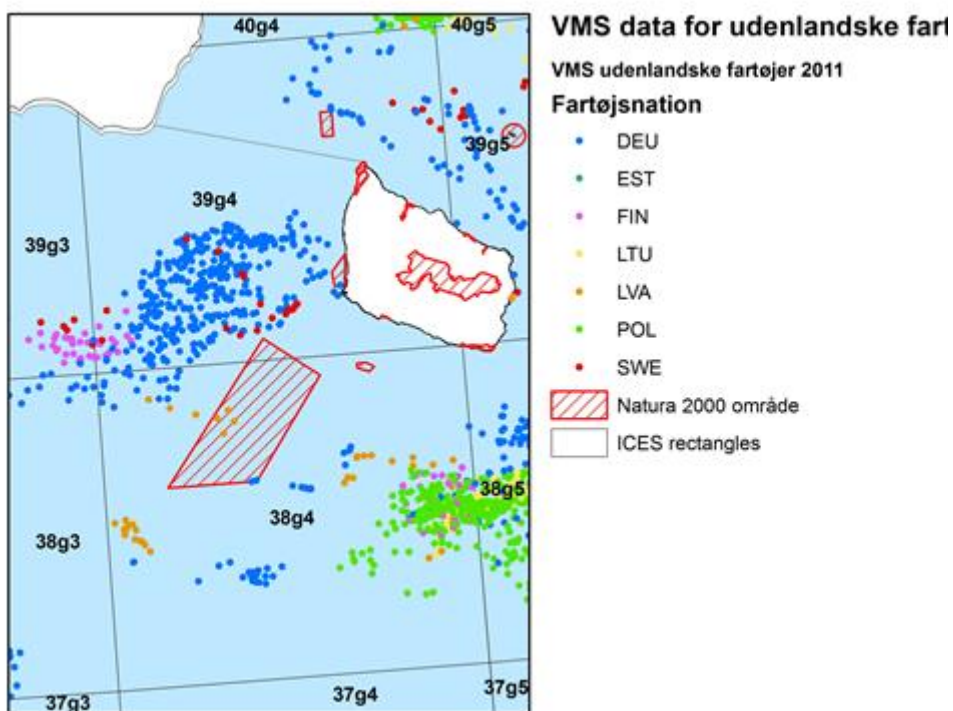 VMS data for udenlandske fart
VMS udenlandske fartøjer 2011
Fartøjsnation
DEU
EST
FIN
LTU
LVA
POL
SWE
Natura 2000 område
ICES rectangles
40g4
40g5
39g5
39g4
39g3
38g5
38g4
38g3
37g3
37g4
37g5